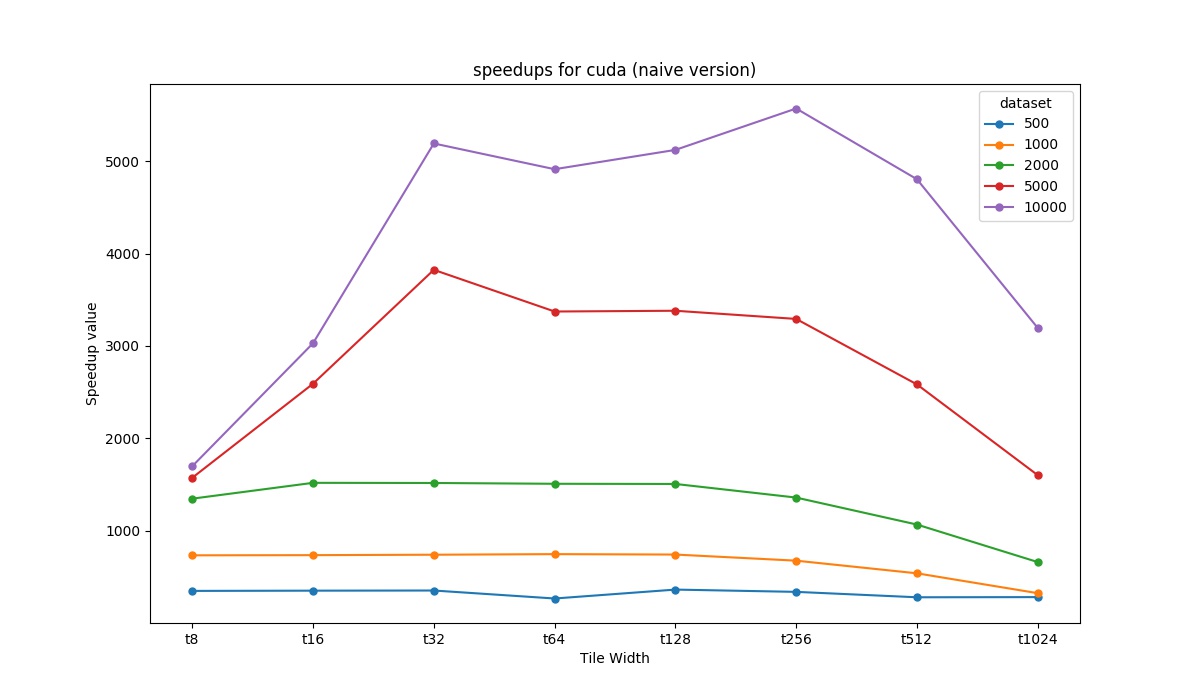 speedups for cuda (naive version)
dataset
500
1000
2000
5000
10000
Speedup value
5000
4000
3000
2000
1000
t8 t16 t32 t64 t128 t256 t512 t1024
Tile Width